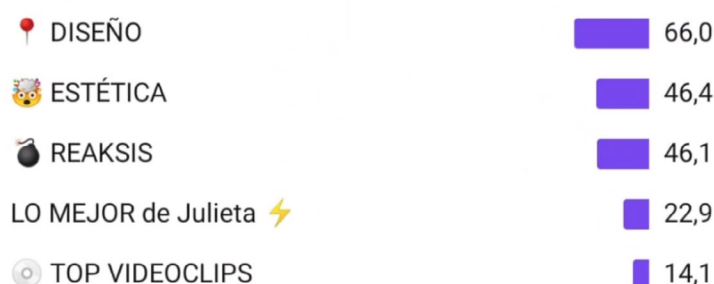 📍 DISEÑO 66,0
🤯 ESTÉTICA 46,4
💣 REAKSIS 46,1
LO MEJOR de Julieta ⚡ 22,9
💿 TOP VIDEOCLIPS 14,1